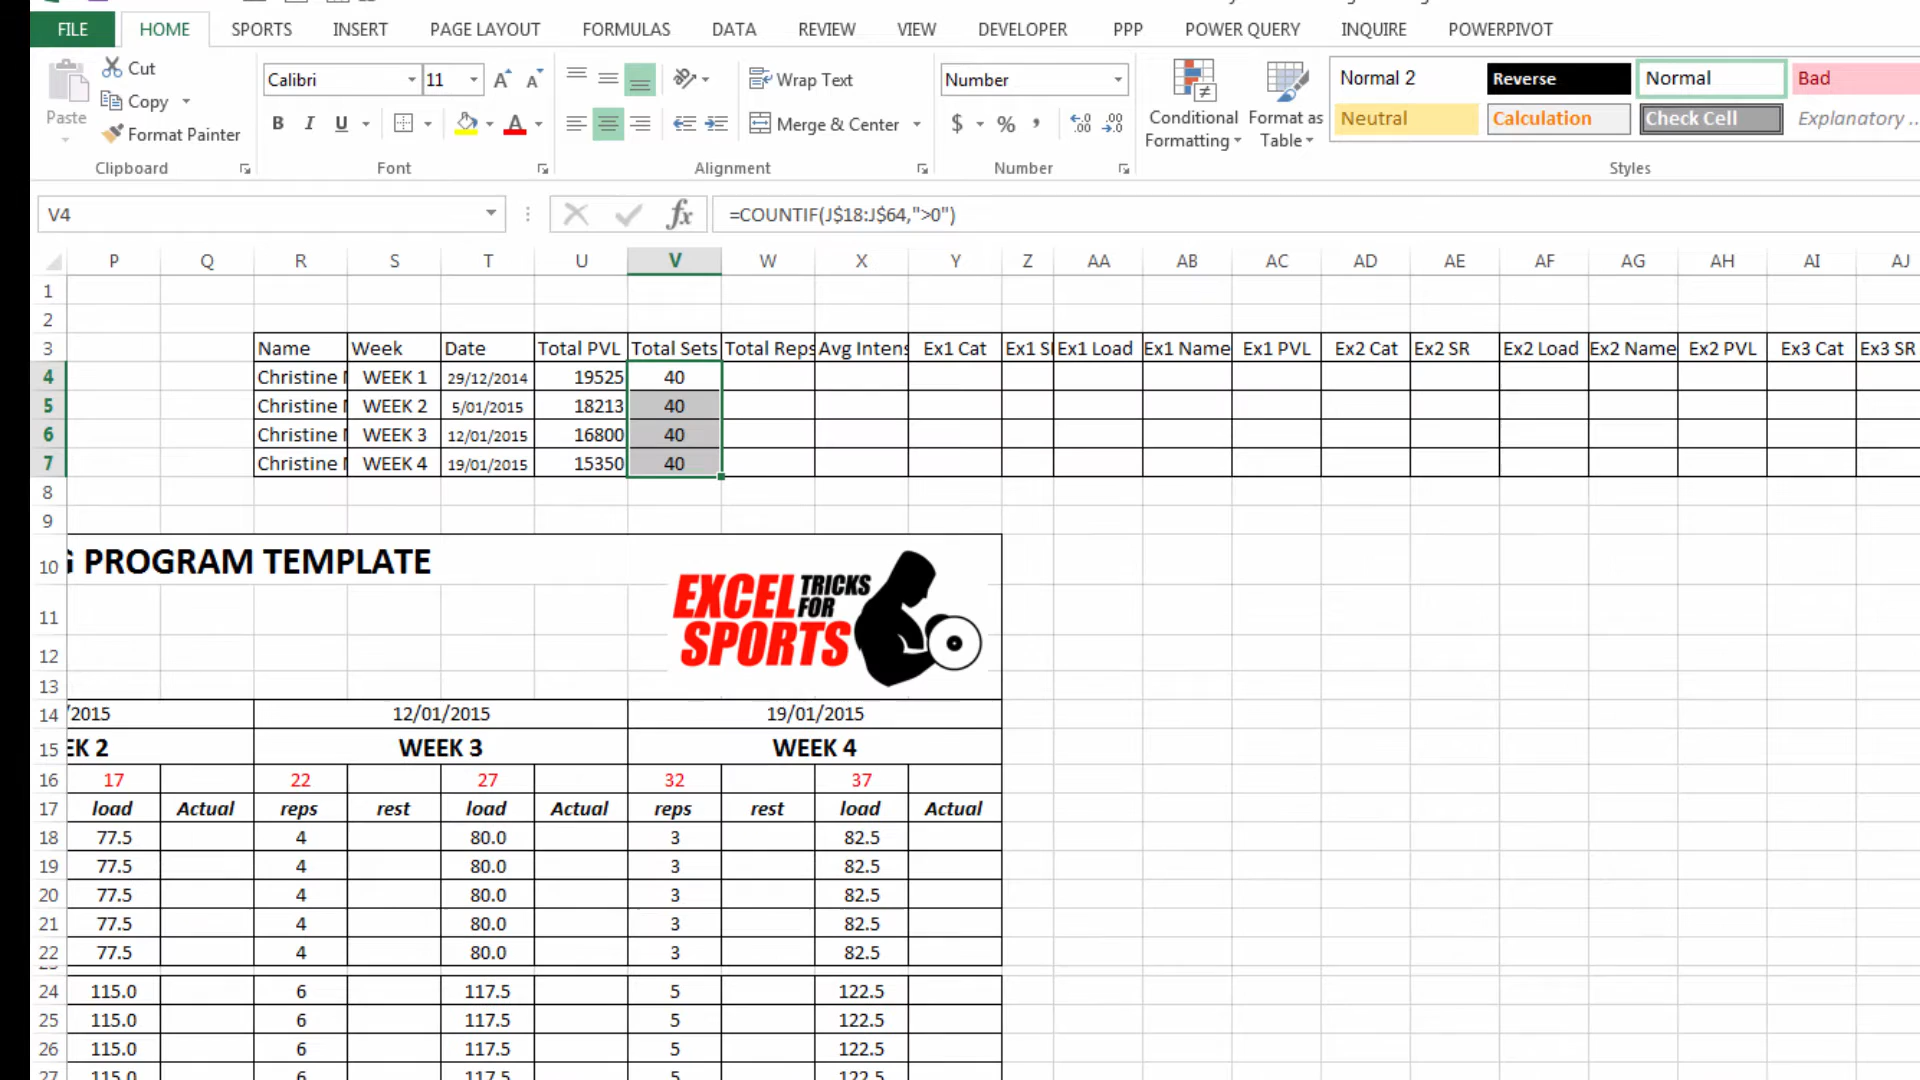 FILE HOME SPORTS INSERT PAGE LAYOUT FORMULAS DATA REVIEW VIEW DEVELOPER PPP POWER QUERY INQUIRE POWERPIVOT
Paste
Cut
Copy
Format Painter
Clipboard
Calibri 11
B I U
Font
Wrap Text
Merge & Center
Alignment
Number
$ % ,
Number
Conditional Formatting
Format as Table
Normal 2 Reverse Normal Bad
Neutral Calculation Check Cell Explanatory ...
Styles
V4 fx =COUNTIF(J$18:J$64,">0")
P Q R S T U V W X Y Z AA AB AC AD AE AF AG AH AI AJ
1
2
3 Name Week Date Total PVL Total Sets Total Reps Avg Intens Ex1 Cat Ex1 S Ex1 Load Ex1 Name Ex1 PVL Ex2 Cat Ex2 SR Ex2 Load Ex2 Name Ex2 PVL Ex3 Cat Ex3 SR
4 Christine WEEK 1 29/12/2014 19525 40
5 Christine WEEK 2 5/01/2015 18213 40
6 Christine WEEK 3 12/01/2015 16800 40
7 Christine WEEK 4 19/01/2015 15350 40
8
9
10 G PROGRAM TEMPLATE
EXCEL TRICKS FOR SPORTS
11
12
13
14 /2015 12/01/2015 19/01/2015
15 EK 2 WEEK 3 WEEK 4
16 17 22 27 32 37
17 load Actual reps rest load Actual reps rest load Actual
18 77.5 4 80.0 3 82.5
19 77.5 4 80.0 3 82.5
20 77.5 4 80.0 3 82.5
21 77.5 4 80.0 3 82.5
22 77.5 4 80.0 3 82.5
24 115.0 6 117.5 5 122.5
25 115.0 6 117.5 5 122.5
26 115.0 6 117.5 5 122.5
27 115.0 6 117.5 5 122.5